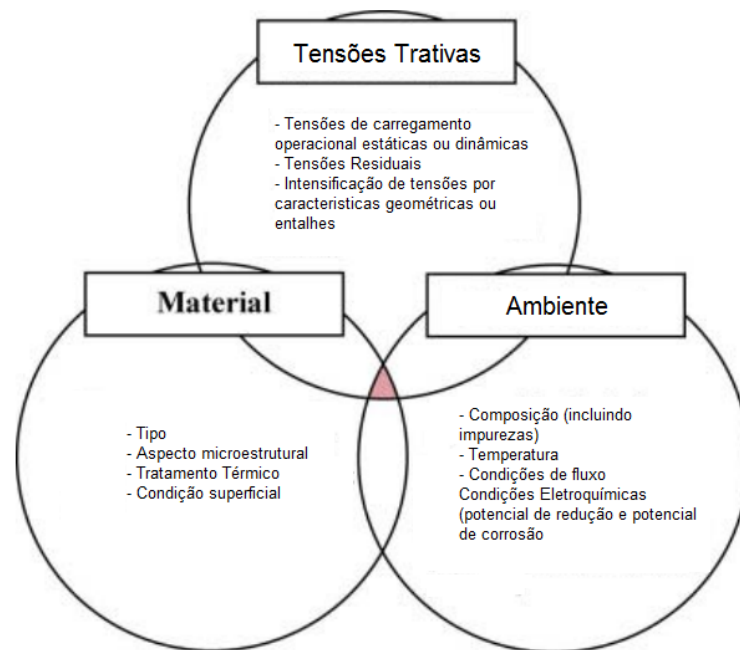 Tensões Trativas
- Tensões de carregamento
operacional estáticas ou dinâmicas
- Tensões Residuais
- Intensificação de tensões por
caracteristicas geométricas ou
entalhes
Material
Ambiente
- Tipo
- Aspecto microestrutural
- Tratamento Térmico
- Condição superficial
- Composição (incluindo
impurezas)
- Temperatura
- Condições de fluxo
Condições Eletroquímicas
(potencial de redução e potencial
de corrosão